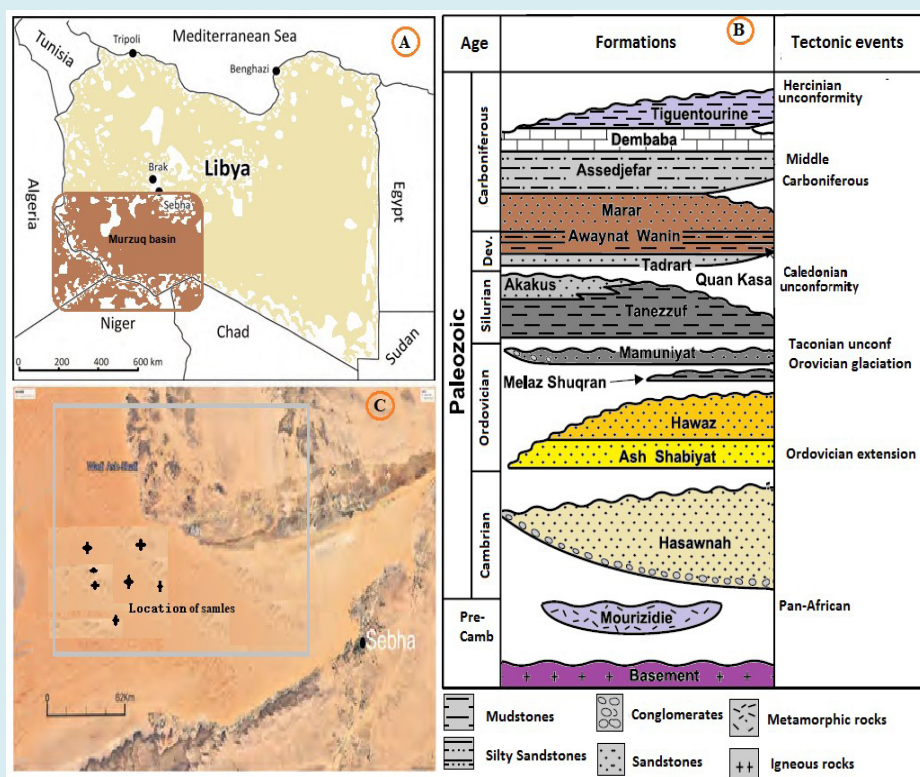 A
Tunisia
Tripoli
Mediterranean Sea
Benghazi
Libya
Brak
Sebha
Algeria
Egypt
Murzuq basin
Niger
Chad
Sudan
0 200 400 600 km
B
Age
Formations
Tectonic events
Paleozoic
Carboniferous
Dev.
Silurian
Ordovician
Cambrian
Pre-
Camb
Tiguentourine
Dembaba
Assedjefar
Marar
Awaynat Wanin
Tadrart
Quan Kasa
Akakus
Tanezzuf
Mamuniyat
Melaz Shuqran
Hawaz
Ash Shabiyat
Hasawnah
Mourizidie
Basement
Hercinian
unconformity
Middle
Carboniferous
Caledonian
unconformity
Taconian unconf
Orovician glaciation
Ordovician extension
Pan-African
Mudstones
Conglomerates
Metamorphic rocks
Silty Sandstones
Sandstones
Igneous rocks
C
Wadi Ash-Shati
Location of samles
Sebha
0 62Km